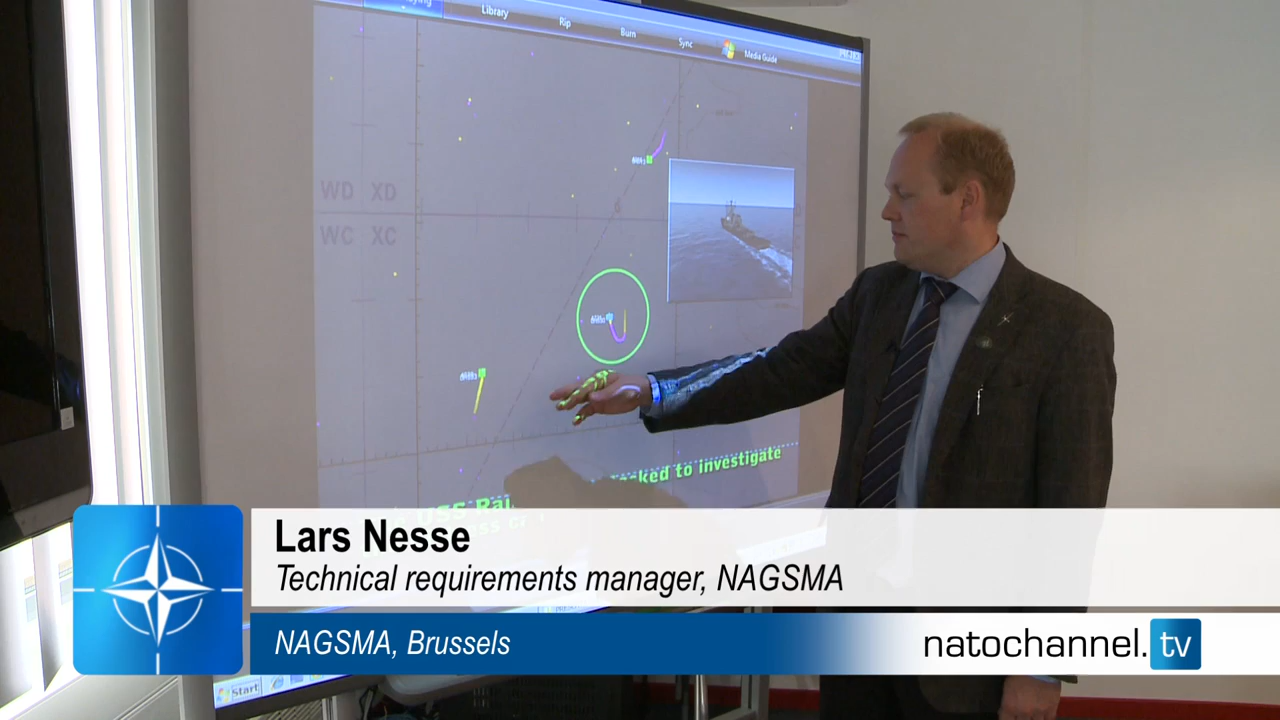 Library
Rip
Burn
Sync
Media Guide
WD XD
WC XC
to investigate
USS
Lars Nesse
Technical requirements manager, NAGSMA
NAGSMA, Brussels
natochannel.tv
Start